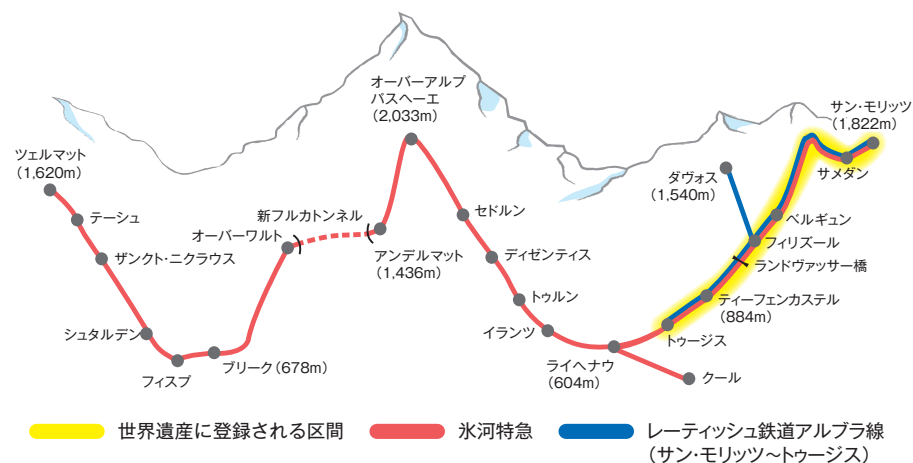 オーバーアルプ
パスヘーエ
(2,033m)
サン・モリッツ
(1,822m)
ツェルマット
(1,620m)
ダヴォス
(1,540m)
サメダン
テーシュ
新フルカトンネル
セドルン
ベルギュン
オーバーワルト
フィリズール
ザンクト・ニクラウス
アンデルマット
(1,436m)
ディゼンティス
ランドヴァッサー橋
トゥルン
ティーフェンカステル
(884m)
シュタルデン
イランツ
トゥージス
ブリーク(678m)
ライヘナウ
(604m)
フィスプ
クール
世界遺産に登録される区間
氷河特急
レーティッシュ鉄道アルブラ線
(サン・モリッツ〜トゥージス)